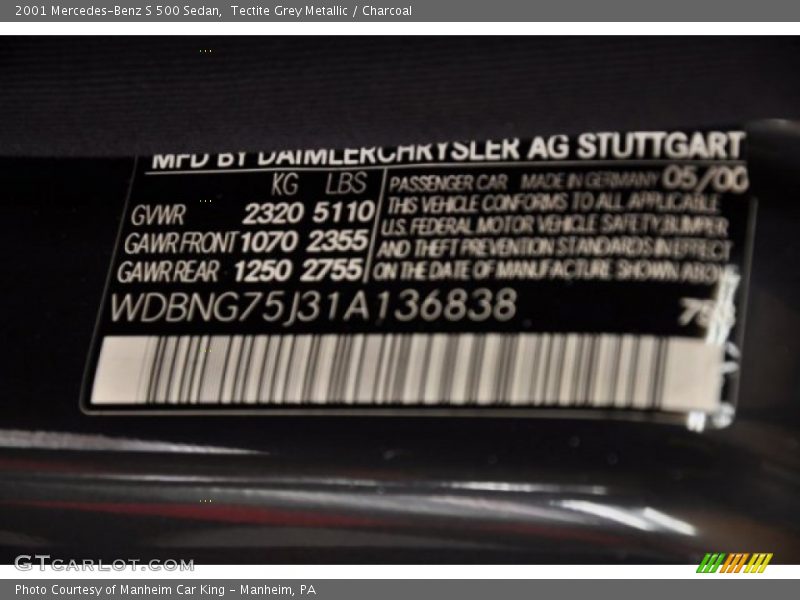 2001 Mercedes-Benz S 500 Sedan,  Tectite Grey Metallic / Charcoal
MFD BY DAIMLERCHRYSLER AG STUTTGART
KG LBS
GVWR 2320 5110
GAWR FRONT 1070 2355
GAWR REAR 1250 2755
PASSENGER CAR MADE IN GERMANY 05/00
THIS VEHICLE CONFORMS TO ALL APPLICABLE
U.S. FEDERAL MOTOR VEHICLE SAFETY, BUMPER
AND THEFT PREVENTION STANDARDS IN EFFECT
ON THE DATE OF MANUFACTURE SHOWN ABOVE
WDBNG75J31A136838
GTCARLOT.COM
Photo Courtesy of Manheim Car King - Manheim, PA